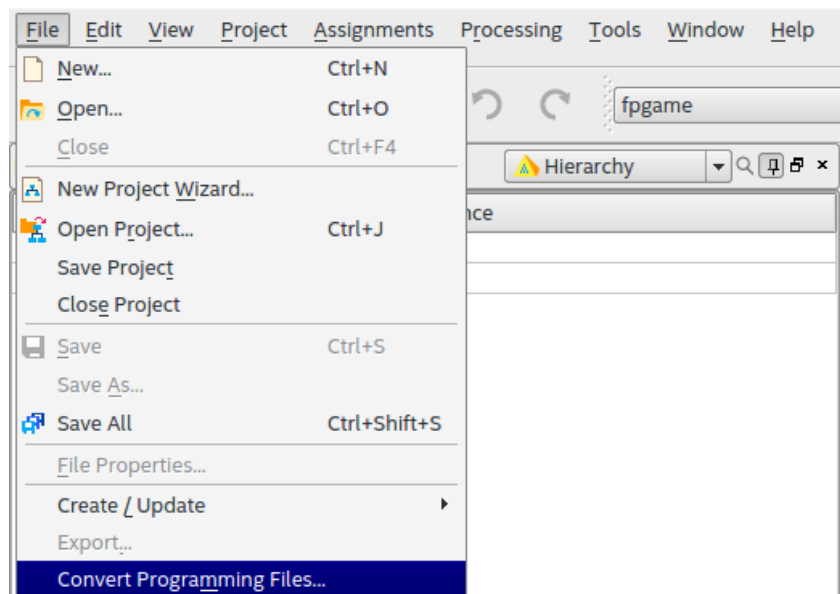 File Edit View Project Assignments Processing Tools Window Help
New... Ctrl+N
Open... Ctrl+O
fpgame
Close Ctrl+F4
Hierarchy
New Project Wizard...
nce
Open Project... Ctrl+J
Save Project
Close Project
Save Ctrl+S
Save As...
Save All Ctrl+Shift+S
File Properties...
Create / Update
Export...
Convert Programming Files...